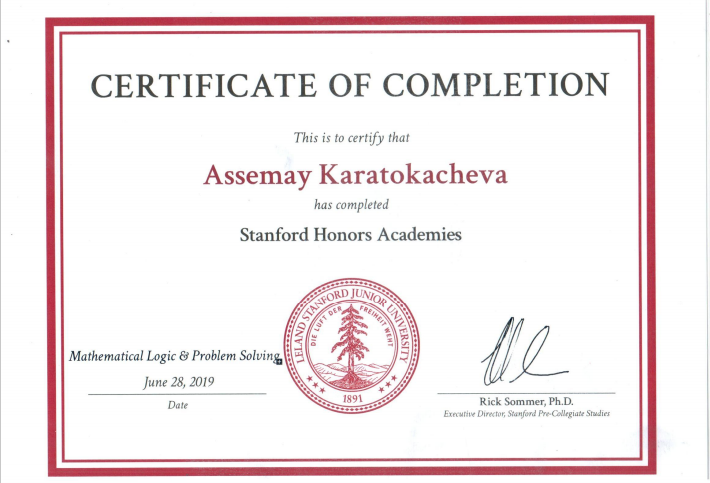 CERTIFICATE OF COMPLETION
This is to certify that
Assemay Karatokacheva
has completed
Stanford Honors Academies
LELAND STANFORD JUNIOR UNIVERSITY
DIE LUFT DER FREIHEIT WEHT
1891
Mathematical Logic & Problem Solving
June 28, 2019
Date
Rick Sommer, Ph.D.
Executive Director, Stanford Pre-Collegiate Studies